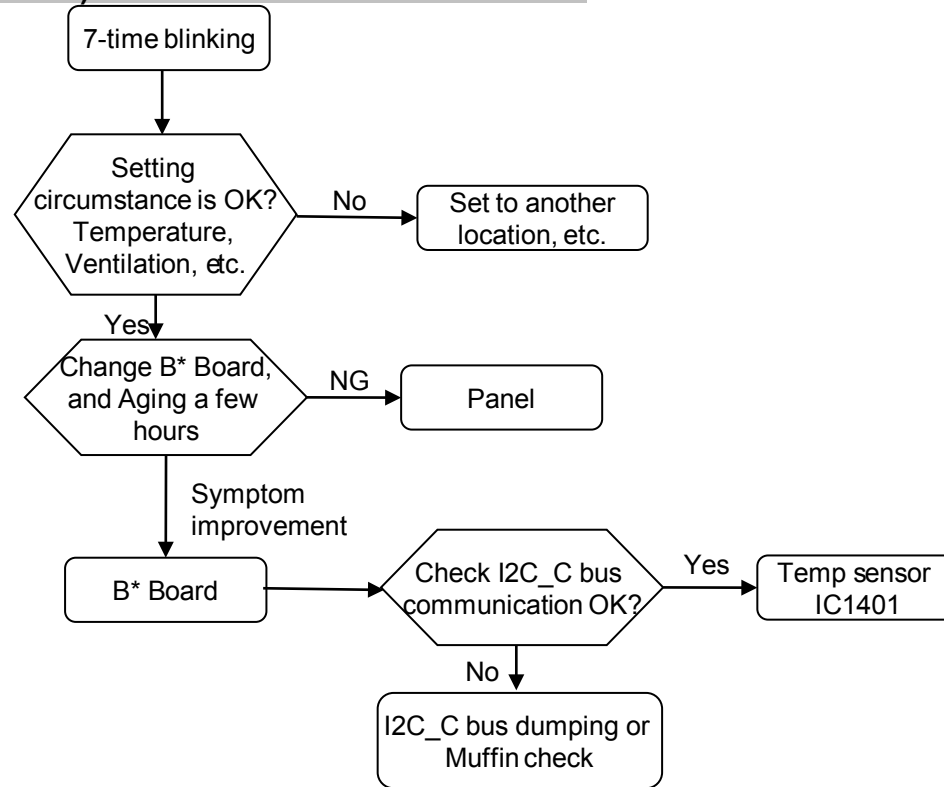 7-time blinking
Setting
circumstance is OK?
Temperature,
Ventilation, etc.
No
Set to another
location, etc.
Yes
Change B* Board,
and Aging a few
hours
NG
Panel
Symptom
improvement
B* Board
Check I2C_C bus
communication OK?
Yes
Temp sensor
IC1401
No
I2C_C bus dumping or
Muffin check